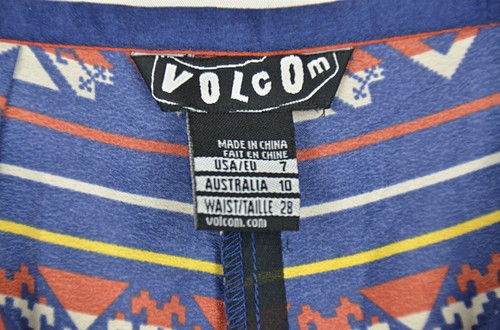 VOLCOm
MADE IN CHINA
FAIT EN CHINE
USA/EU 7
AUSTRALIA 10
WAIST/TAILLE 28
volcom.com